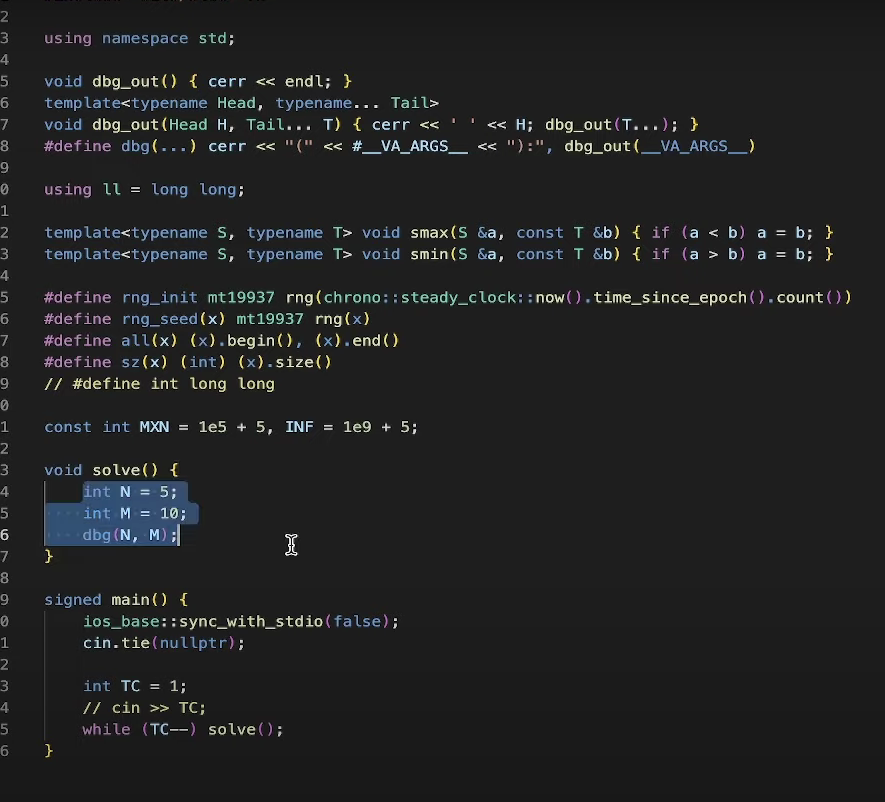 2
3 using namespace std;
4
5 void dbg_out() { cerr << endl; }
6 template<typename Head, typename... Tail>
7 void dbg_out(Head H, Tail... T) { cerr << ' ' << H; dbg_out(T...); }
8 #define dbg(...) cerr << "(" << #__VA_ARGS__ << "):", dbg_out(__VA_ARGS__)
9
0 using ll = long long;
1
2 template<typename S, typename T> void smax(S &a, const T &b) { if (a < b) a = b; }
3 template<typename S, typename T> void smin(S &a, const T &b) { if (a > b) a = b; }
4
5 #define rng_init mt19937 rng(chrono::steady_clock::now().time_since_epoch().count())
6 #define rng_seed(x) mt19937 rng(x)
7 #define all(x) (x).begin(), (x).end()
8 #define sz(x) (int) (x).size()
9 // #define int long long
0
1 const int MXN = 1e5 + 5, INF = 1e9 + 5;
2
3 void solve() {
4 int N = 5;
5 int M = 10;
6 dbg(N, M);
7 }
8
9 signed main() {
0 ios_base::sync_with_stdio(false);
1 cin.tie(nullptr);
2
3 int TC = 1;
4 // cin >> TC;
5 while (TC--) solve();
6 }